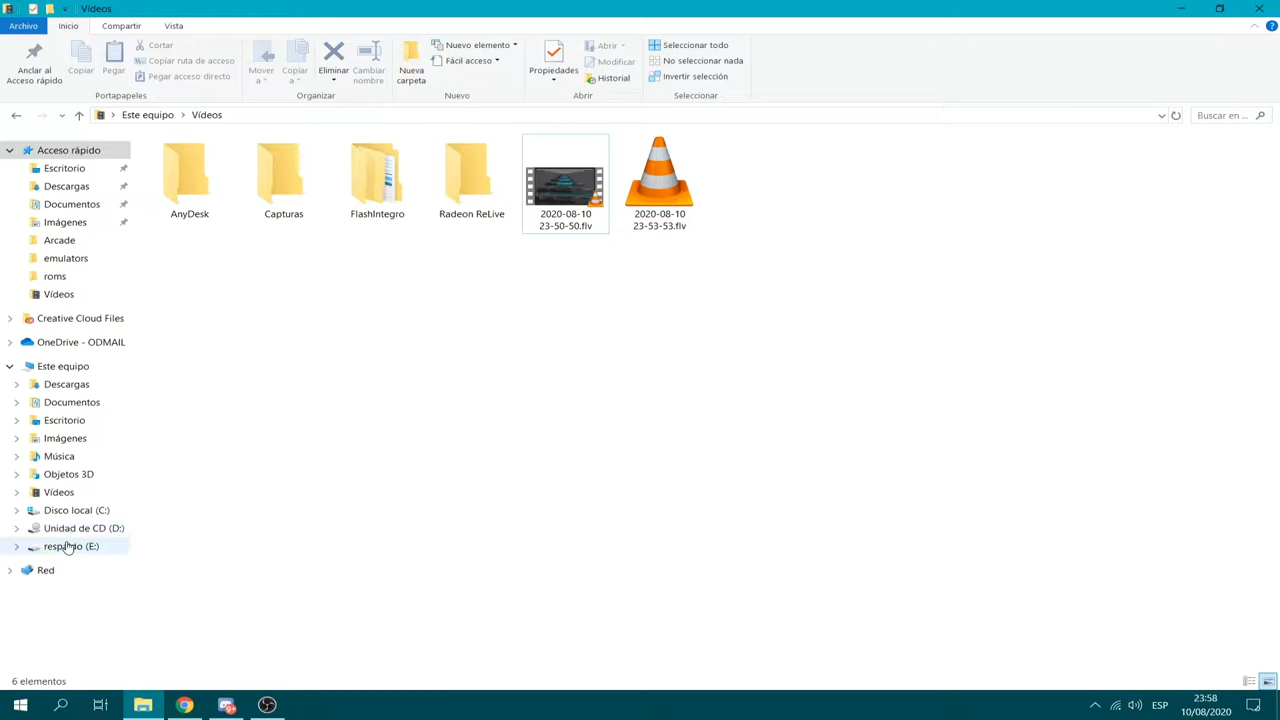 Vídeos
Archivo Inicio Compartir Vista
Anclar al Acceso rápido
Copiar
Pegar
Cortar
Copiar ruta de acceso
Pegar acceso directo
Portapapeles
Mover a
Copiar a
Eliminar
Cambiar nombre
Organizar
Nueva carpeta
Nuevo elemento
Fácil acceso
Nuevo
Propiedades
Abrir
Modificar
Historial
Abrir
Seleccionar todo
No seleccionar nada
Invertir selección
Seleccionar
Este equipo > Vídeos
Buscar en ...
Acceso rápido
Escritorio
Descargas
Documentos
Imágenes
Arcade
emulators
roms
Vídeos
Creative Cloud Files
OneDrive - ODMAIL
Este equipo
Descargas
Documentos
Escritorio
Imágenes
Música
Objetos 3D
Vídeos
Disco local (C:)
Unidad de CD (D:)
(E:)
Red
AnyDesk
Capturas
FlashIntegro
Radeon ReLive
2020-08-10
23-50-50.flv
2020-08-10
23-53-53.flv
6 elementos
ESP
23:58
10/08/2020